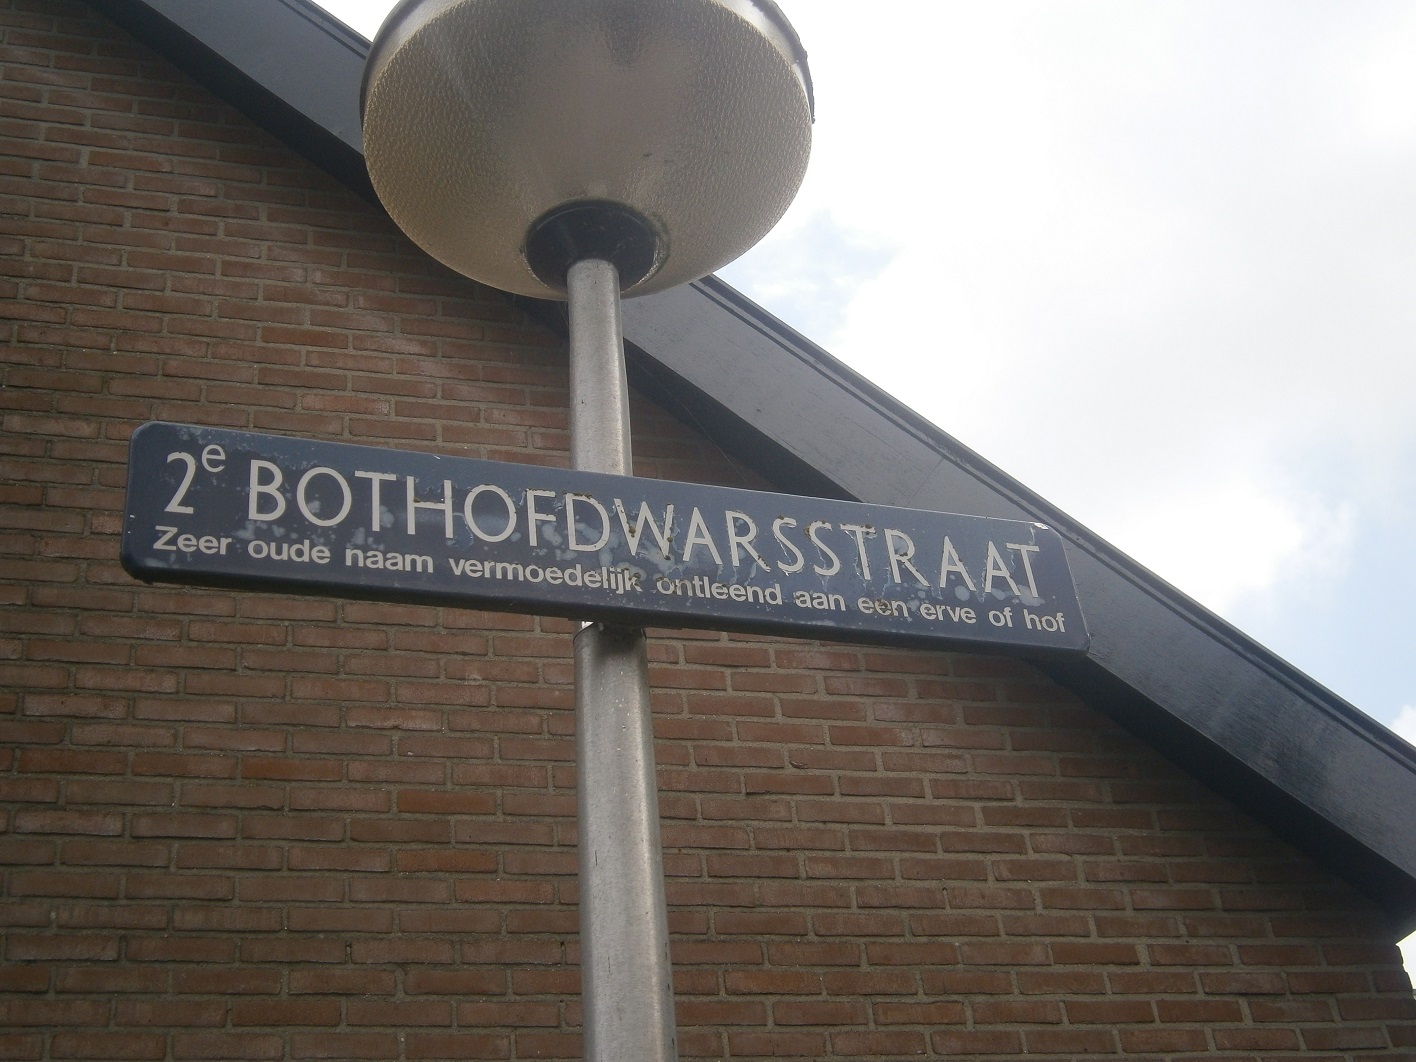 2e BOTHOFDWARSSTRAAT
Zeer oude naam vermoedelijk ontleend aan een erve of hof